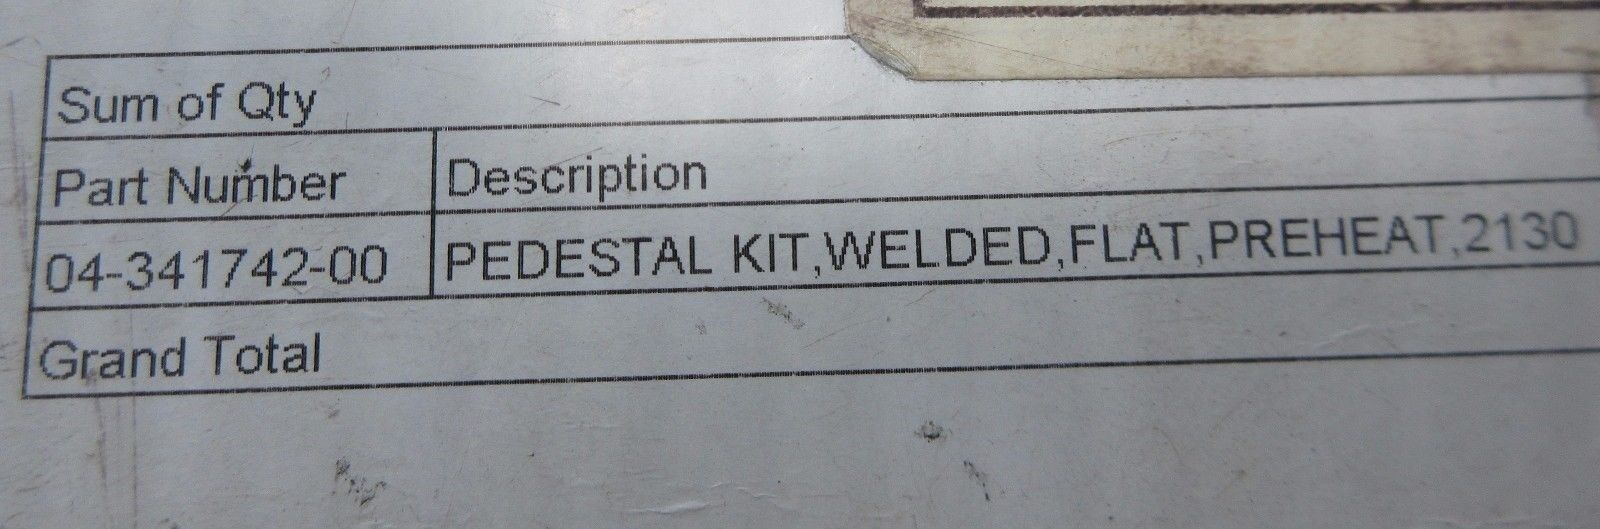 Sum of Qty
Part Number Description
04-341742-00 PEDESTAL KIT,WELDED,FLAT,PREHEAT,2130
Grand Total